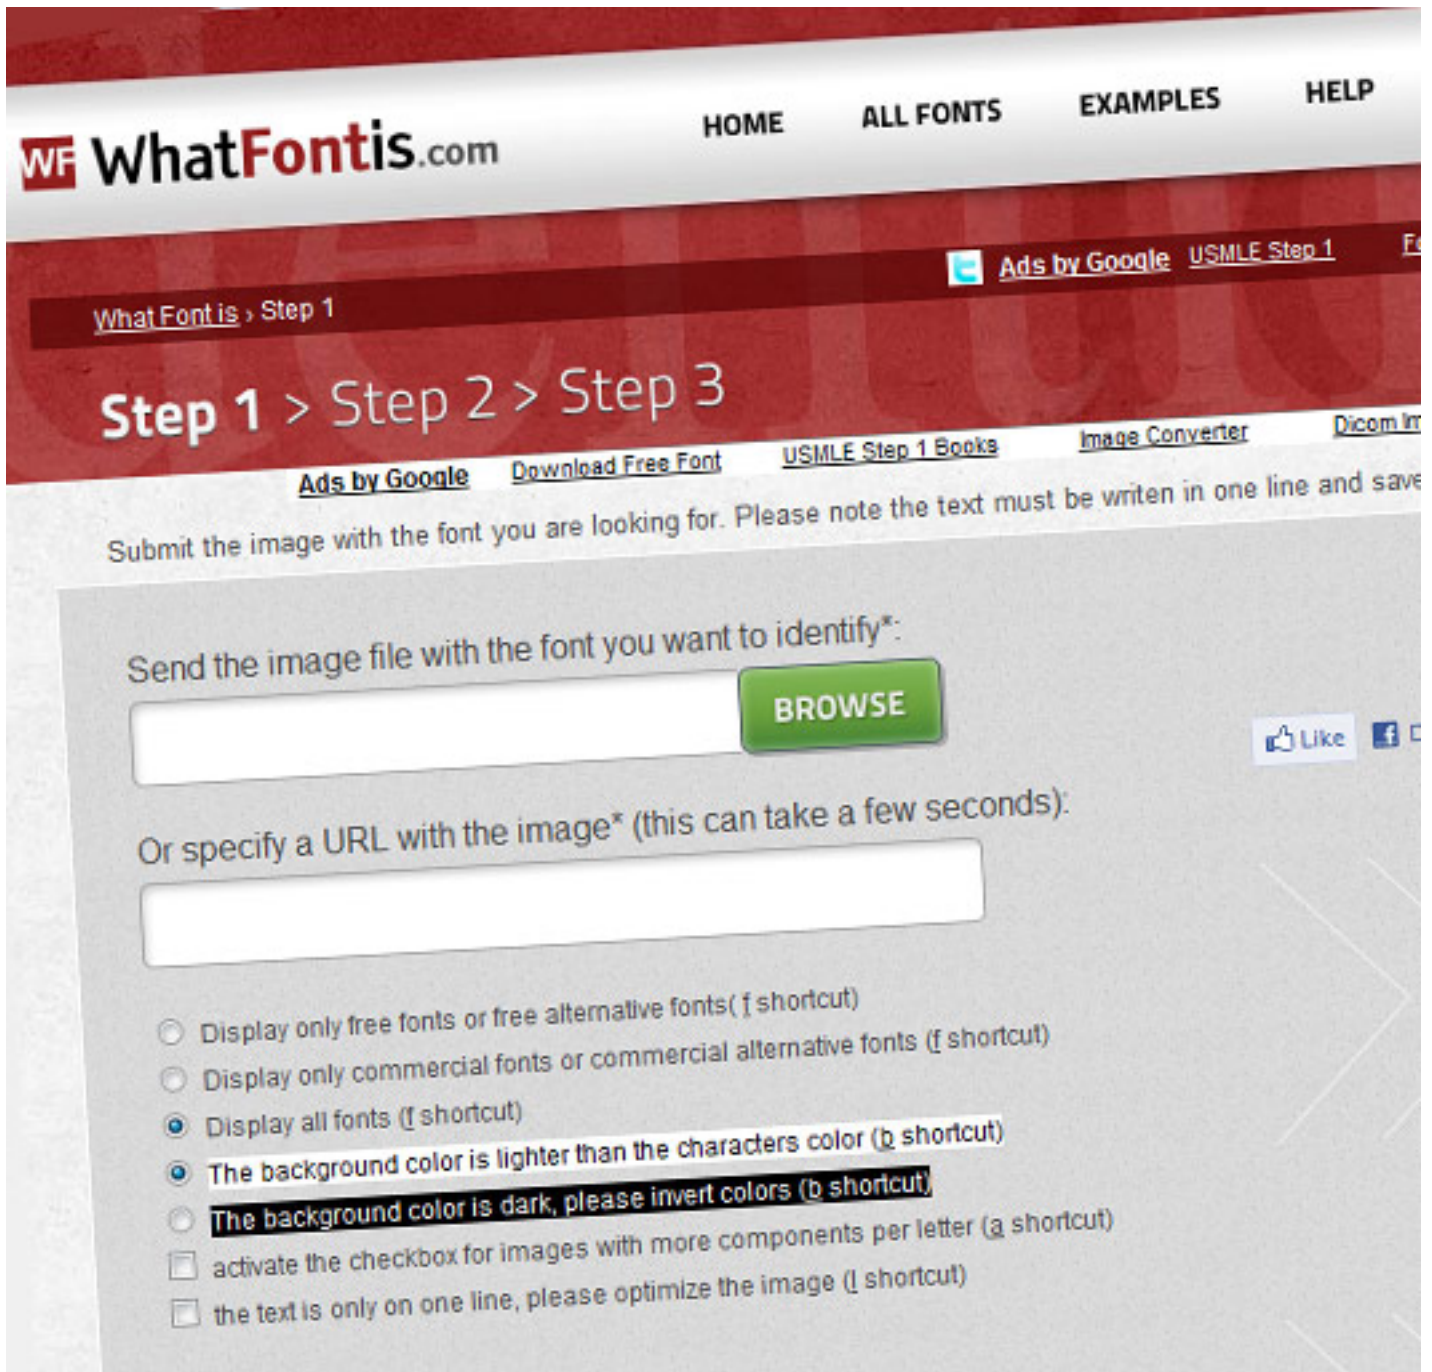 WF WhatFontis.com HOME ALL FONTS EXAMPLES HELP
Ads by Google USMLE Step 1
What Font is › Step 1
Step 1 > Step 2 > Step 3
Ads by Google Download Free Font USMLE Step 1 Books Image Converter Dicom
Submit the image with the font you are looking for. Please note the text must be writen in one line and save
Send the image file with the font you want to identify*:
BROWSE
Like
Or specify a URL with the image* (this can take a few seconds):
Display only free fonts or free alternative fonts( f shortcut)
Display only commercial fonts or commercial alternative fonts (f shortcut)
Display all fonts (f shortcut)
The background color is lighter than the characters color (b shortcut)
The background color is dark, please invert colors (b shortcut)
activate the checkbox for images with more components per letter (a shortcut)
the text is only on one line, please optimize the image (l shortcut)